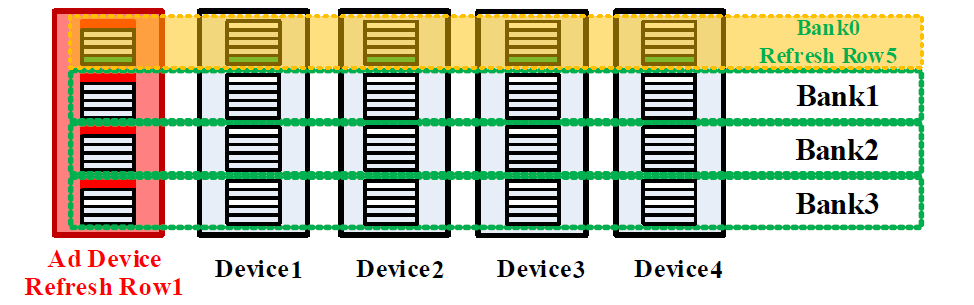 Bank0
Refresh Row5
Bank1
Bank2
Bank3
Ad Device
Refresh Row1
Device1
Device2
Device3
Device4